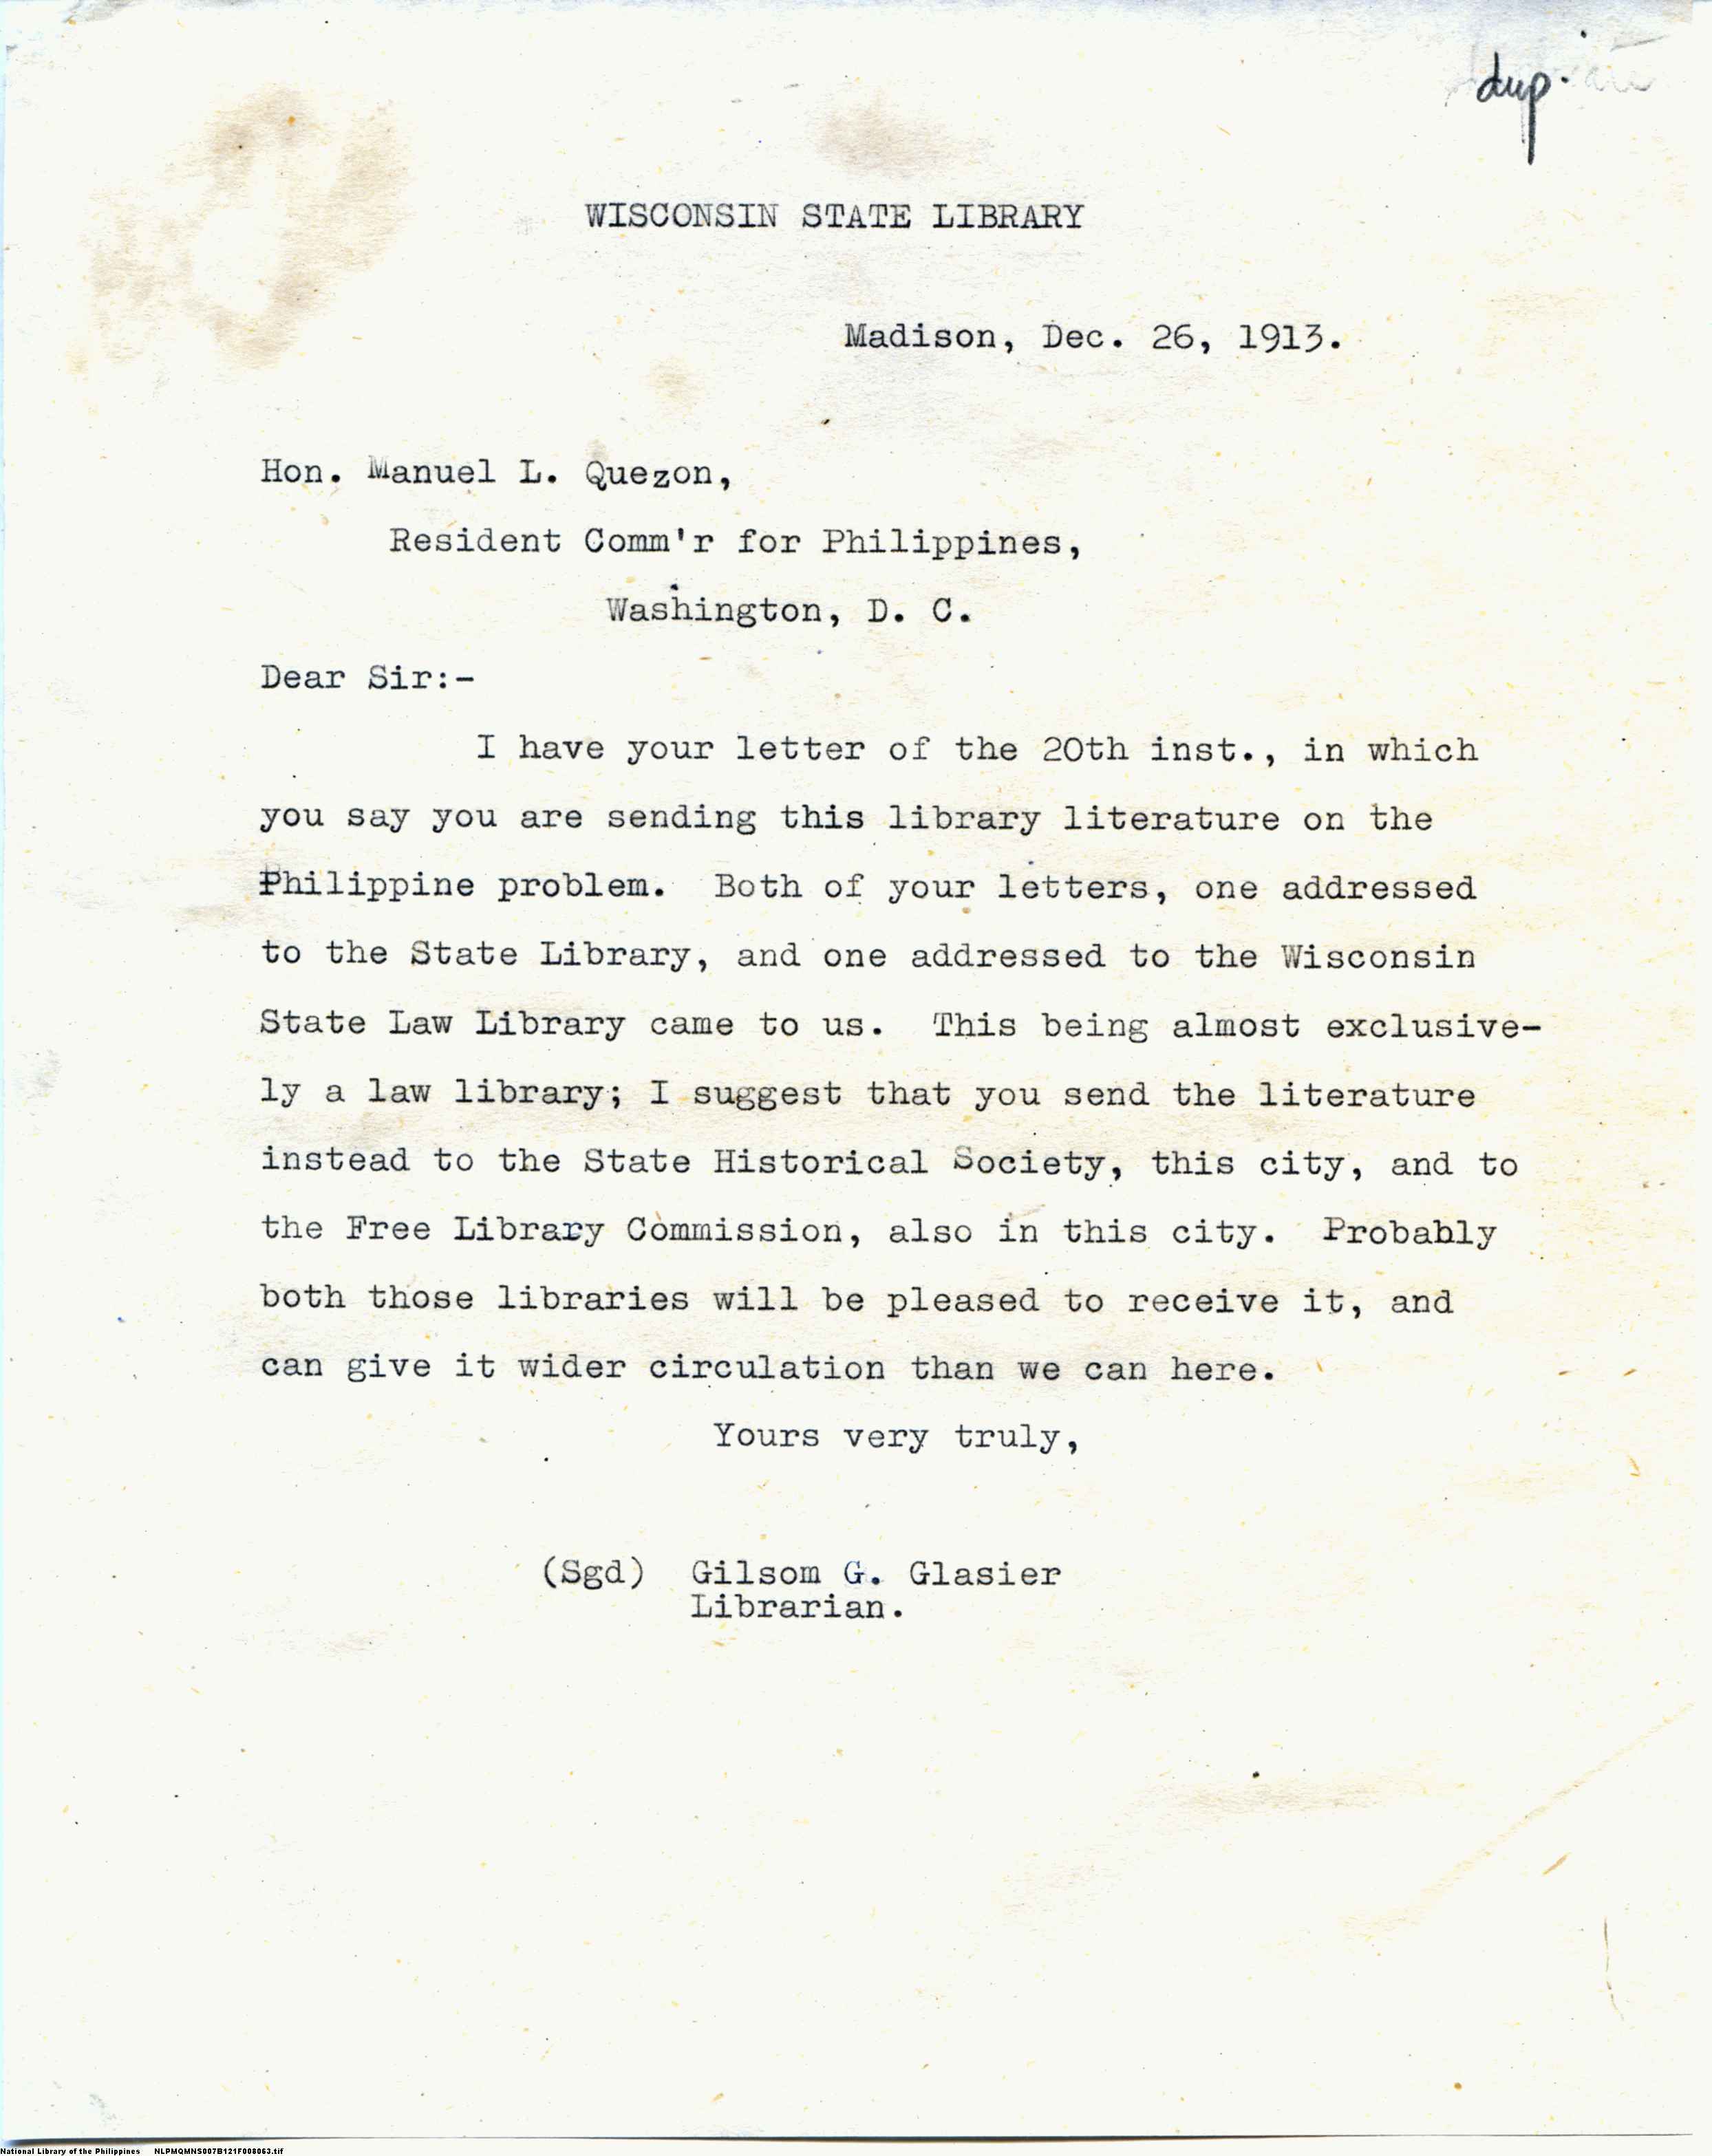 dup.
WISCONSIN STATE LIBRARY
Madison, Dec. 26, 1913.
Hon. Manuel L. Quezon,
Resident Comm'r for Philippines,
Washington, D. C.
Dear Sir:-
I have your letter of the 20th inst., in which
you say you are sending this library literature on the
Philippine problem. Both of your letters, one addressed
to the State Library, and one addressed to the Wisconsin
State Law Library came to us. This being almost exclusive-
ly a law library; I suggest that you send the literature
instead to the State Historical Society, this city, and to
the Free Library Commission, also in this city. Probably
both those libraries will be pleased to receive it, and
can give it wider circulation than we can here.
Yours very truly,
(Sgd) Gilsom G. Glasier
Librarian.
National Library of the Philippines NLPMQMNS007B121F008063.tif